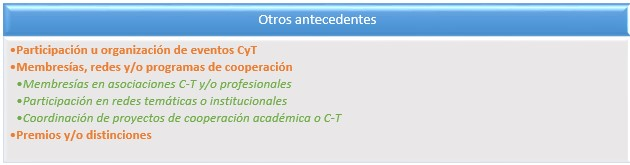 Otros antecedentes
•Participación u organización de eventos CyT
•Membresías, redes y/o programas de cooperación
•Membresías en asociaciones C-T y/o profesionales
•Participación en redes temáticas o institucionales
•Coordinación de proyectos de cooperación académica o C-T
•Premios y/o distinciones